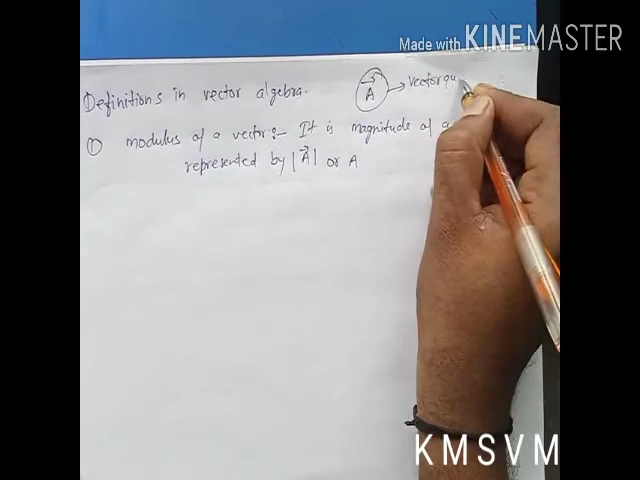 Made with KINEMASTER
Definitions in vector algebra.
A → vector qu
① modulus of a vector:- It is magnitude of a
represented by |A⃗| or A
KMSVM